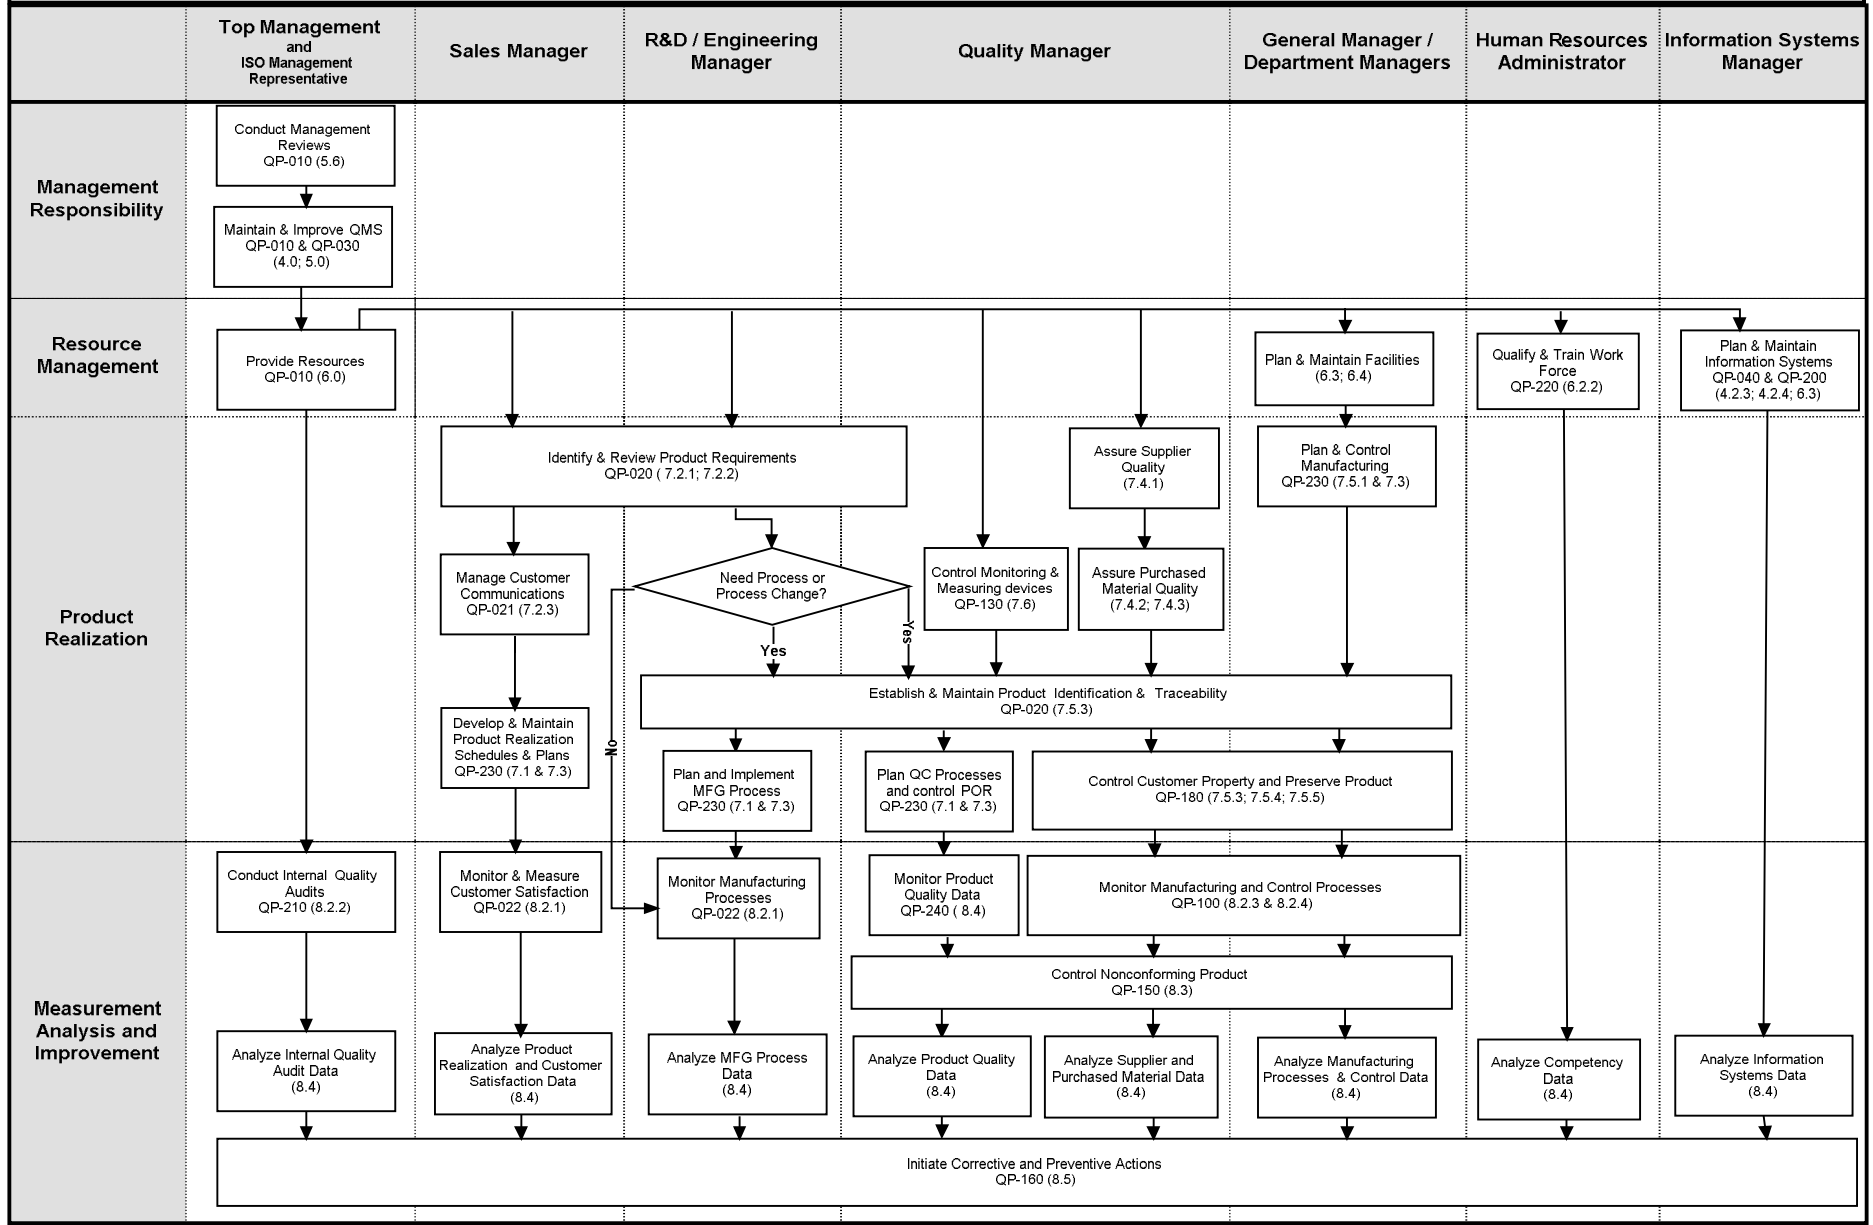 Top Management
and
ISO Management
Representative
Sales Manager
R&D / Engineering
Manager
Quality Manager
General Manager /
Department Managers
Human Resources
Administrator
Information Systems
Manager
Management
Responsibility
Conduct Management
Reviews
QP-010 (5.6)
Maintain & Improve QMS
QP-010 & QP-030
(4.0; 5.0)
Resource
Management
Provide Resources
QP-010 (6.0)
Plan & Maintain Facilities
(6.3; 6.4)
Qualify & Train Work
Force
QP-220 (6.2.2)
Plan & Maintain
Information Systems
QP-040 & QP-200
(4.2.3; 4.2.4; 6.3)
Product
Realization
Identify & Review Product Requirements
QP-020 ( 7.2.1; 7.2.2)
Assure Supplier
Quality
(7.4.1)
Plan & Control
Manufacturing
QP-230 (7.5.1 & 7.3)
Manage Customer
Communications
QP-021 (7.2.3)
Need Process or
Process Change?
Control Monitoring &
Measuring devices
QP-130 (7.6)
Assure Purchased
Material Quality
(7.4.2; 7.4.3)
Yes
Yes
No
Establish & Maintain Product Identification & Traceability
QP-020 (7.5.3)
Develop & Maintain
Product Realization
Schedules & Plans
QP-230 (7.1 & 7.3)
Plan and Implement
MFG Process
QP-230 (7.1 & 7.3)
Plan QC Processes
and control POR
QP-230 (7.1 & 7.3)
Control Customer Property and Preserve Product
QP-180 (7.5.3; 7.5.4; 7.5.5)
Measurement
Analysis and
Improvement
Conduct Internal Quality
Audits
QP-210 (8.2.2)
Monitor & Measure
Customer Satisfaction
QP-022 (8.2.1)
Monitor Manufacturing
Processes
QP-022 (8.2.1)
Monitor Product
Quality Data
QP-240 ( 8.4)
Monitor Manufacturing and Control Processes
QP-100 (8.2.3 & 8.2.4)
Control Nonconforming Product
QP-150 (8.3)
Analyze Internal Quality
Audit Data
(8.4)
Analyze Product
Realization and Customer
Satisfaction Data
(8.4)
Analyze MFG Process
Data
(8.4)
Analyze Product Quality
Data
(8.4)
Analyze Supplier and
Purchased Material Data
(8.4)
Analyze Manufacturing
Processes & Control Data
(8.4)
Analyze Competency
Data
(8.4)
Analyze Information
Systems Data
(8.4)
Initiate Corrective and Preventive Actions
QP-160 (8.5)